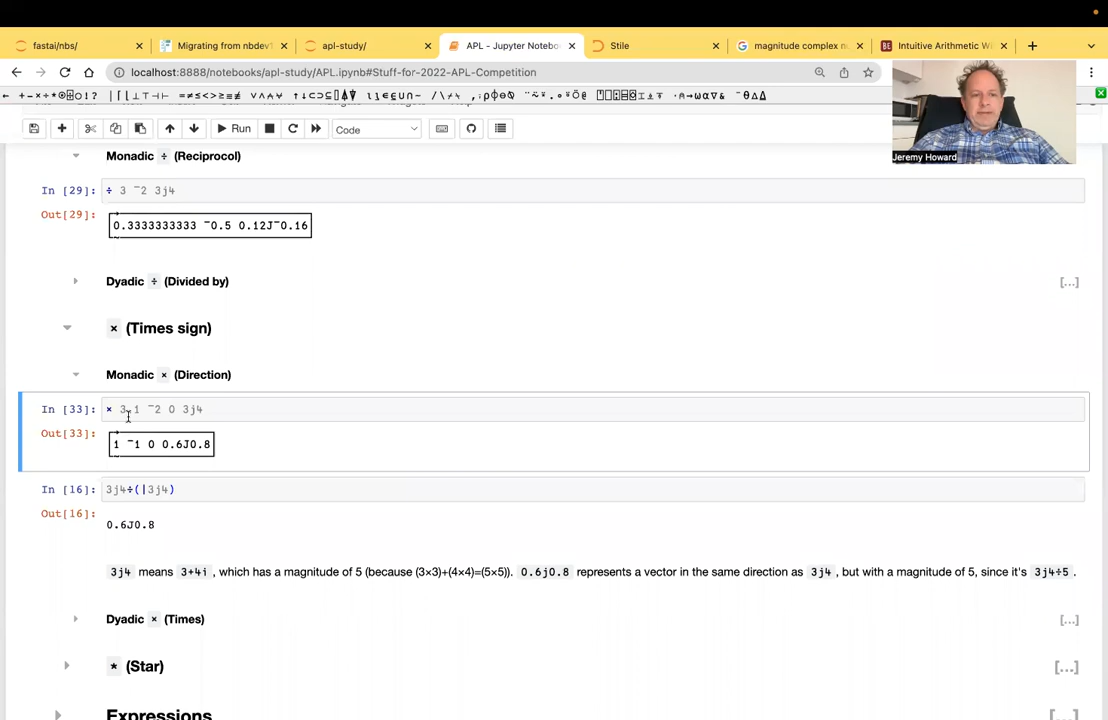 fastai/nbs/
Migrating from nbdev1
apl-study/
APL - Jupyter Noteboo
Stile
magnitude complex nu
BE Intuitive Arithmetic Wi
localhost:8888/notebooks/apl-study/APL.ipynb#Stuff-for-2022-APL-Competition
Run
Code
Jeremy Howard
Monadic ÷ (Reciprocal)
In [29]: ÷ 3 ¯2 3j4
Out[29]:
0.3333333333 ¯0.5 0.12J¯0.16
Dyadic ÷ (Divided by)
[...]
× (Times sign)
Monadic × (Direction)
In [33]: × 3.1 ¯2 0 3j4
Out[33]:
1 ¯1 0 0.6J0.8
In [16]: 3j4÷(|3j4)
Out[16]:
0.6J0.8
3j4 means 3+4i , which has a magnitude of 5 (because (3×3)+(4×4)=(5×5)). 0.6j0.8 represents a vector in the same direction as 3j4 , but with a magnitude of 5, since it's 3j4÷5 .
Dyadic × (Times)
[...]
* (Star)
[...]
Expressions
[...]